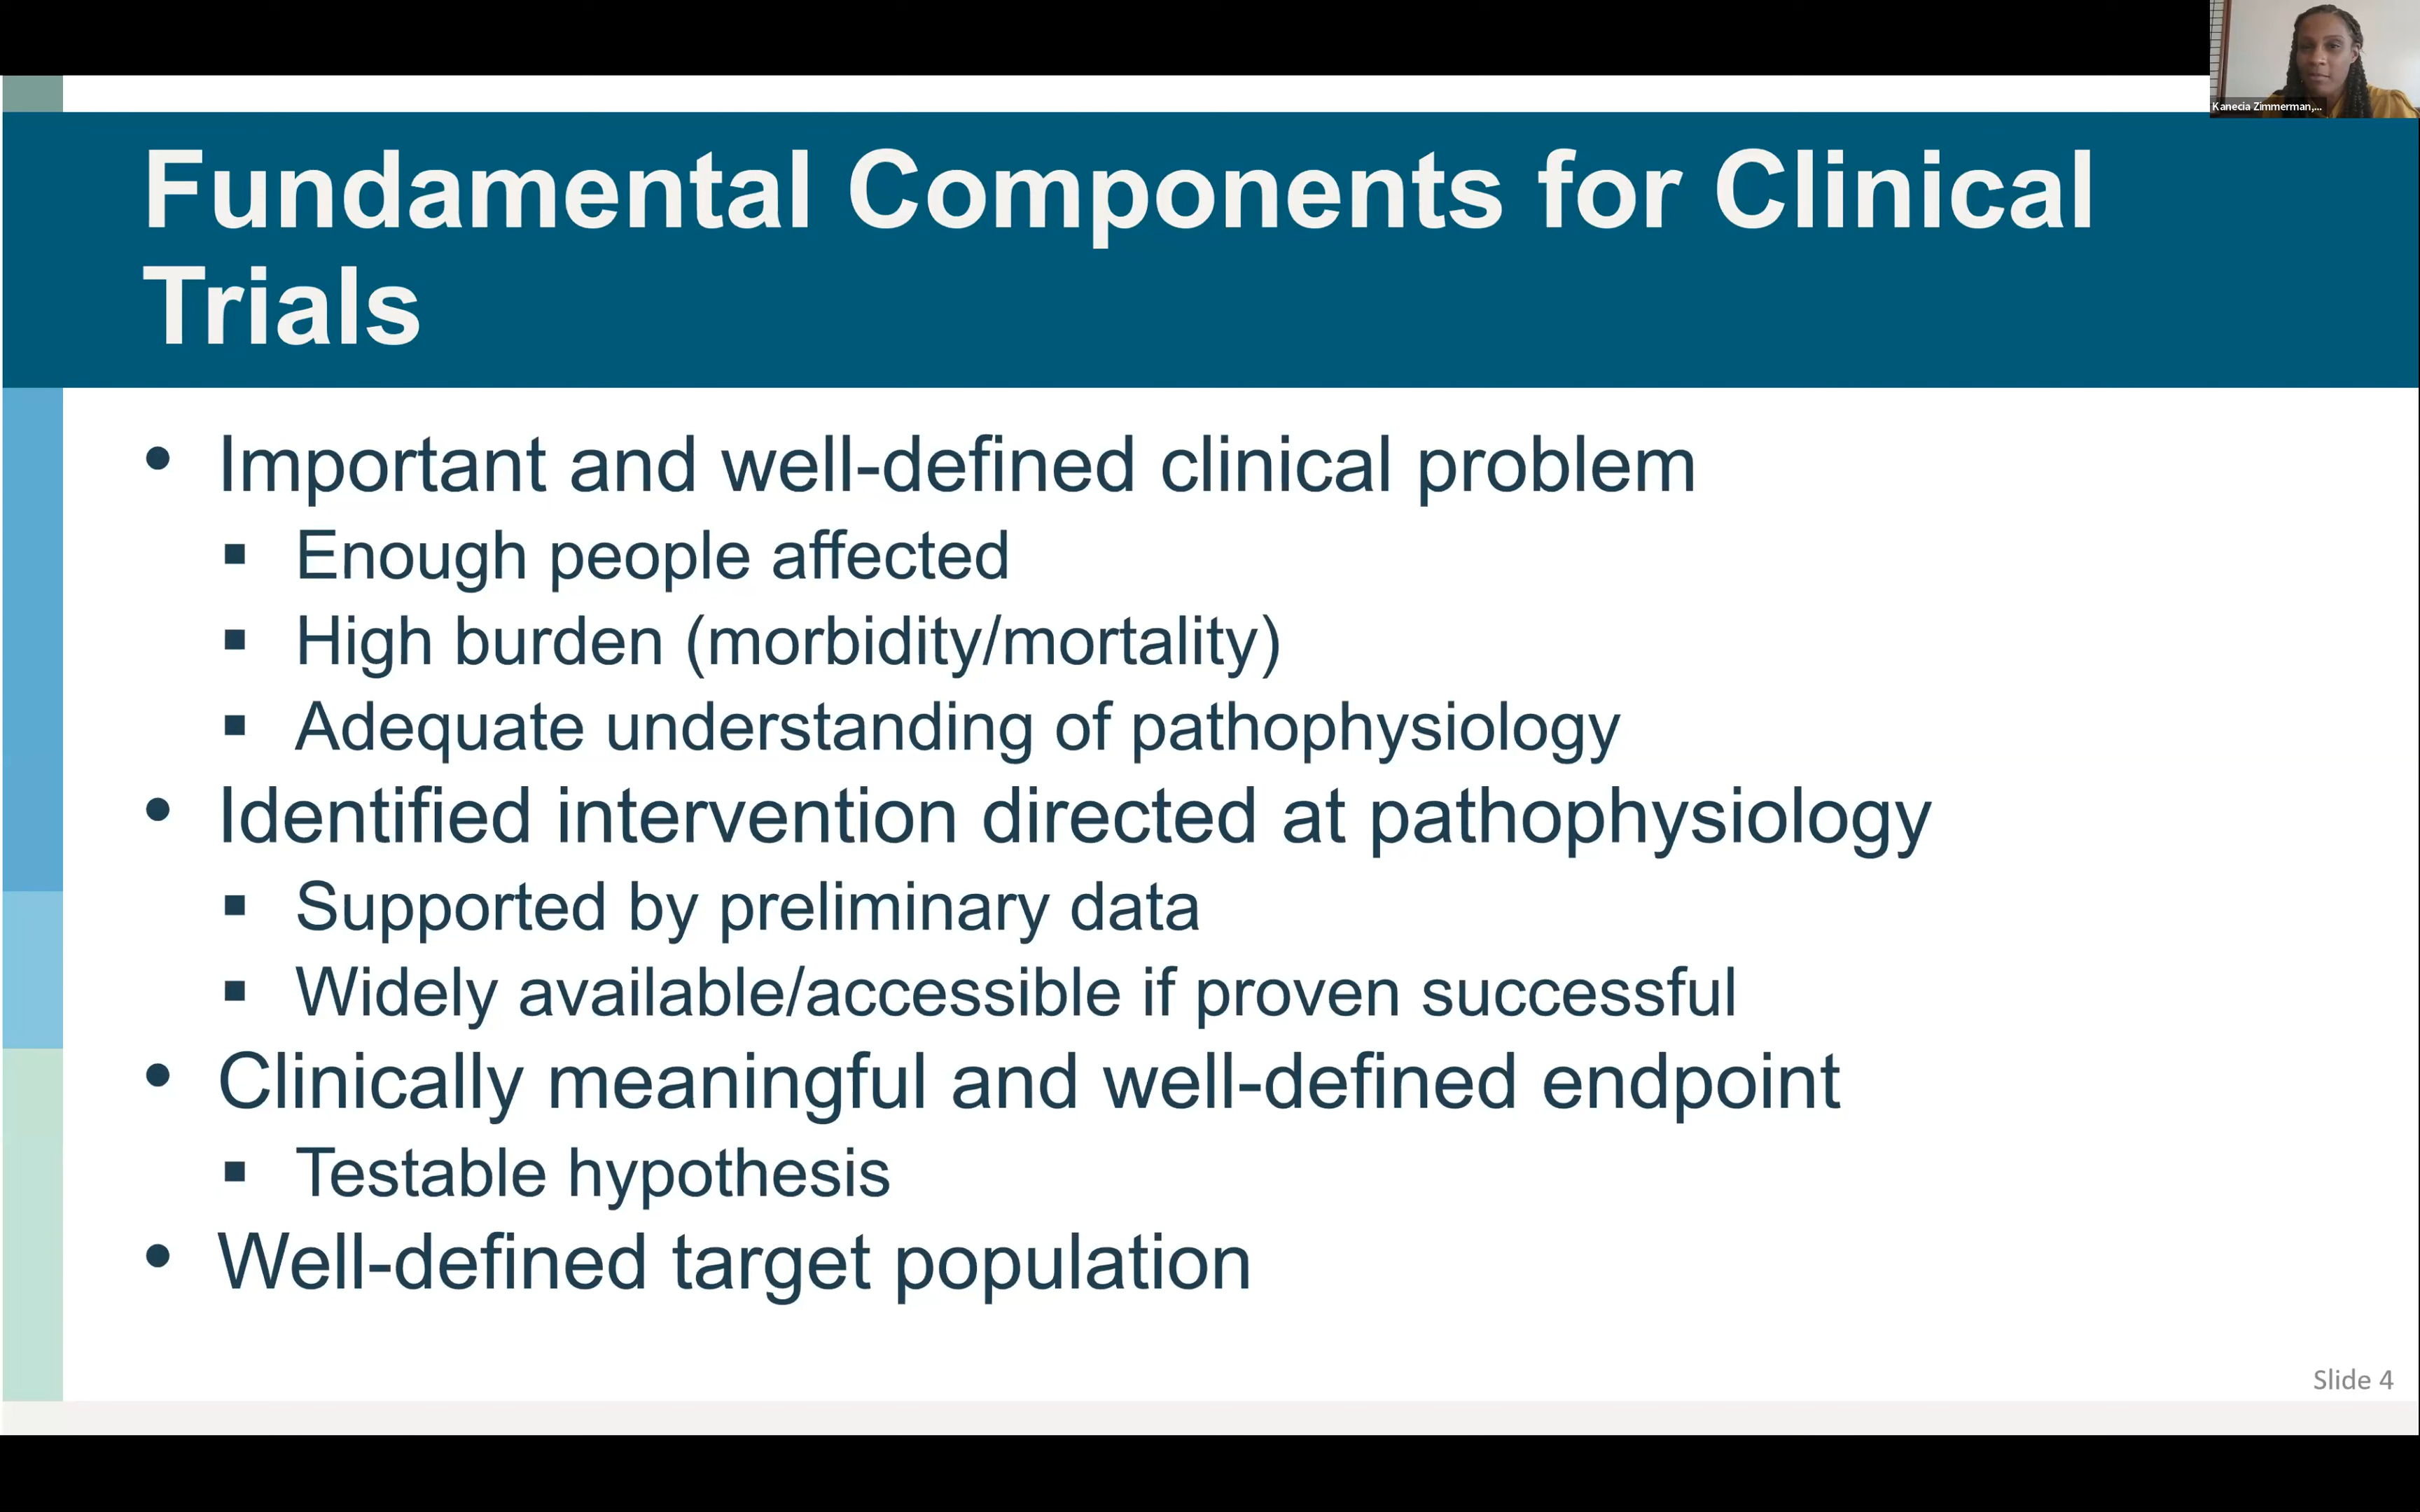 Kanecia Zimmerman,...
Fundamental Components for Clinical
Trials
• Important and well-defined clinical problem
▪ Enough people affected
▪ High burden (morbidity/mortality)
▪ Adequate understanding of pathophysiology
• Identified intervention directed at pathophysiology
▪ Supported by preliminary data
▪ Widely available/accessible if proven successful
• Clinically meaningful and well-defined endpoint
▪ Testable hypothesis
• Well-defined target population
Slide 4